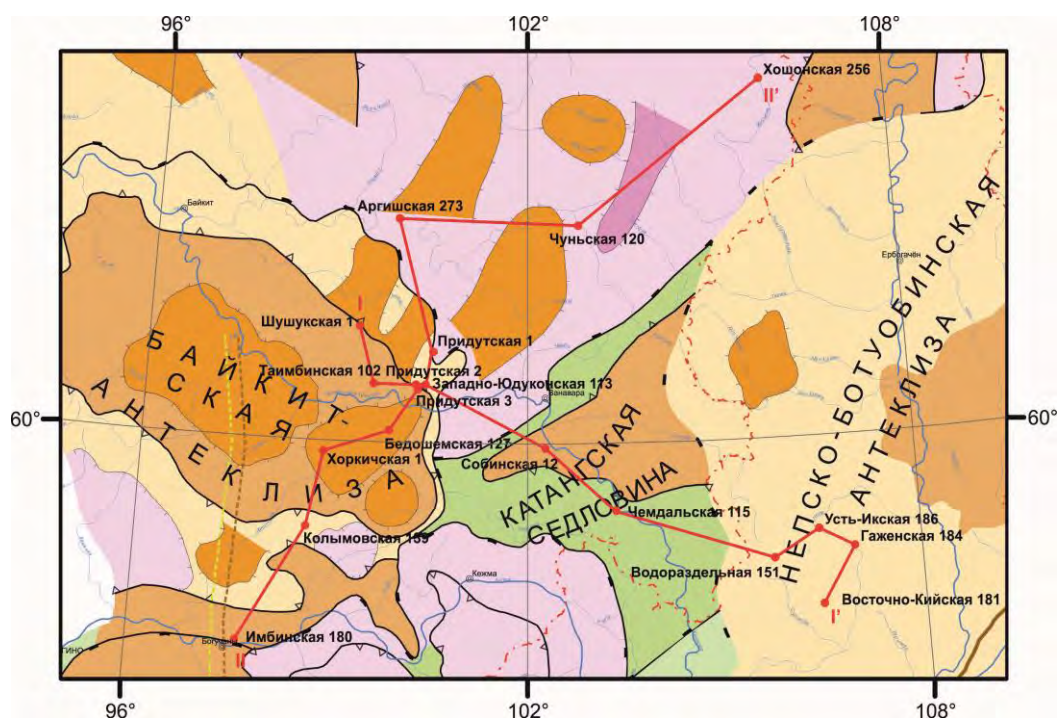 96°
102°
108°
Хошонская 256
II'
Байкит
Аргишская 273
Чуньская 120
Ербогачён
I
Шушукская 1
Придутская 1
Таимбинская 102
Придутская 2
Западно-Юдуконская 113
Придутская 3
Ванавара
60°
60°
БАЙКИТ-
СКАЯ
АНТЕКЛИЗА
Бедошемская 127
Хоркичская 1
Собинская 12
КАТАНГСКАЯ
СЕДЛОВИНА
НЕПСКО-БОТУОБИНСКАЯ
АНТЕКЛИЗА
Чемдальская 115
Усть-Икская 186
Гаженская 184
Колымовская 139
Водораздельная 151
Кежма
Восточно-Кийская 181
I'
Имбинская 180
II
96°
102°
108°